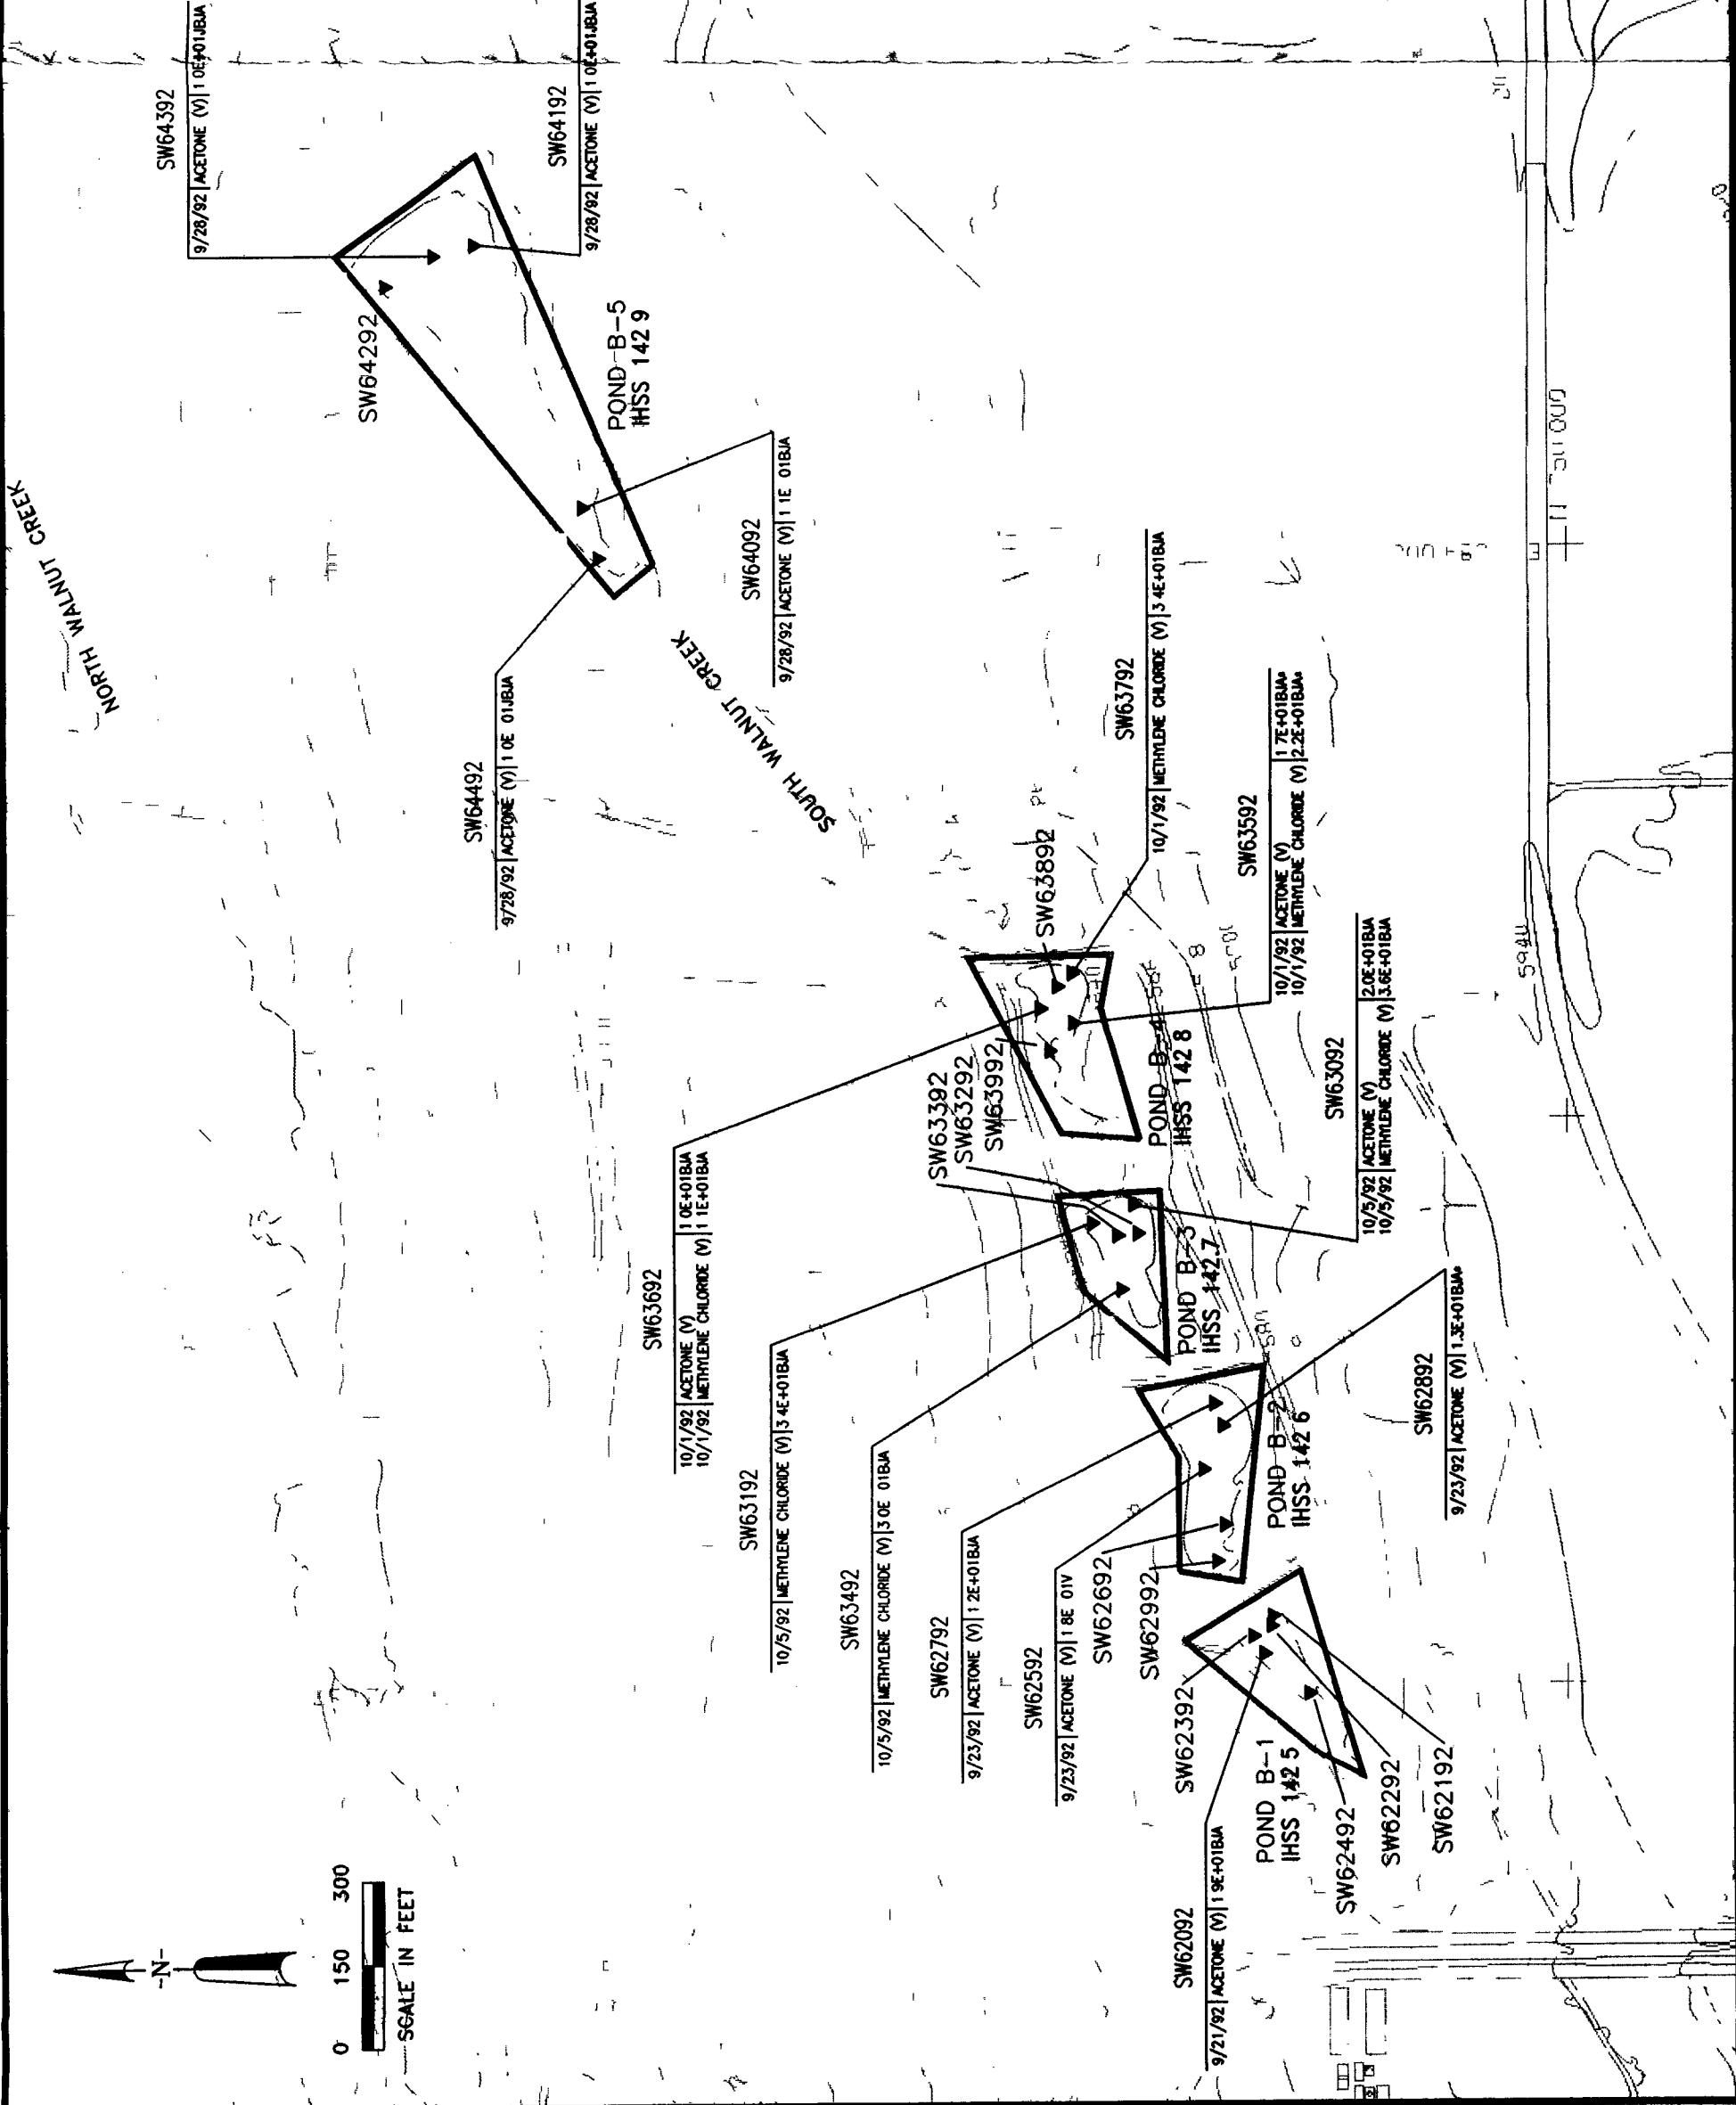 -N-
0 150 300
SCALE IN FEET
NORTH WALNUT CREEK
SW64392
9/28/92 ACETONE (V) 1 0E+01JBJA
SW64192
9/28/92 ACETONE (V) 1 0E+01JBJA
SW64292
POND B-5
IHSS 142 9
SW64492
9/28/92 ACETONE (V) 1 0E 01JBJA
SW64092
9/28/92 ACETONE (V) 1 1E 01BJA
SOUTH WALNUT CREEK
SW63692
10/1/92 ACETONE (V) 1 0E+01BJA
10/1/92 METHYLENE CHLORIDE (V) 1 1E+01BJA
SW63192
10/5/92 METHYLENE CHLORIDE (V) 3 4E+01BJA
SW63492
10/5/92 METHYLENE CHLORIDE (V) 3 0E 01BJA
SW62792
9/23/92 ACETONE (V) 1 2E+01BJA
SW62592
9/23/92 ACETONE (V) 1 8E 01V
SW62692
SW62992
SW62392
SW62092
9/21/92 ACETONE (V) 1 9E+01BJA
POND B-1
IHSS 142 5
SW62492
SW62292
SW62192
POND B-2
IHSS 142 6
SW62892
9/23/92 ACETONE (V) 1.3E+01BJA*
SW63392
SW63292
SW63992
POND B-3
IHSS 142.7
POND B-4
IHSS 142 8
SW63892
SW63792
10/1/92 METHYLENE CHLORIDE (V) 3 4E+01BJA
SW63592
10/1/92 ACETONE (V) 1 7E+01BJA*
10/1/92 METHYLENE CHLORIDE (V) 2.2E+01BJA*
SW63092
10/5/92 ACETONE (V) 2.0E+01BJA
10/5/92 METHYLENE CHLORIDE (V) 3.6E+01BJA
5940